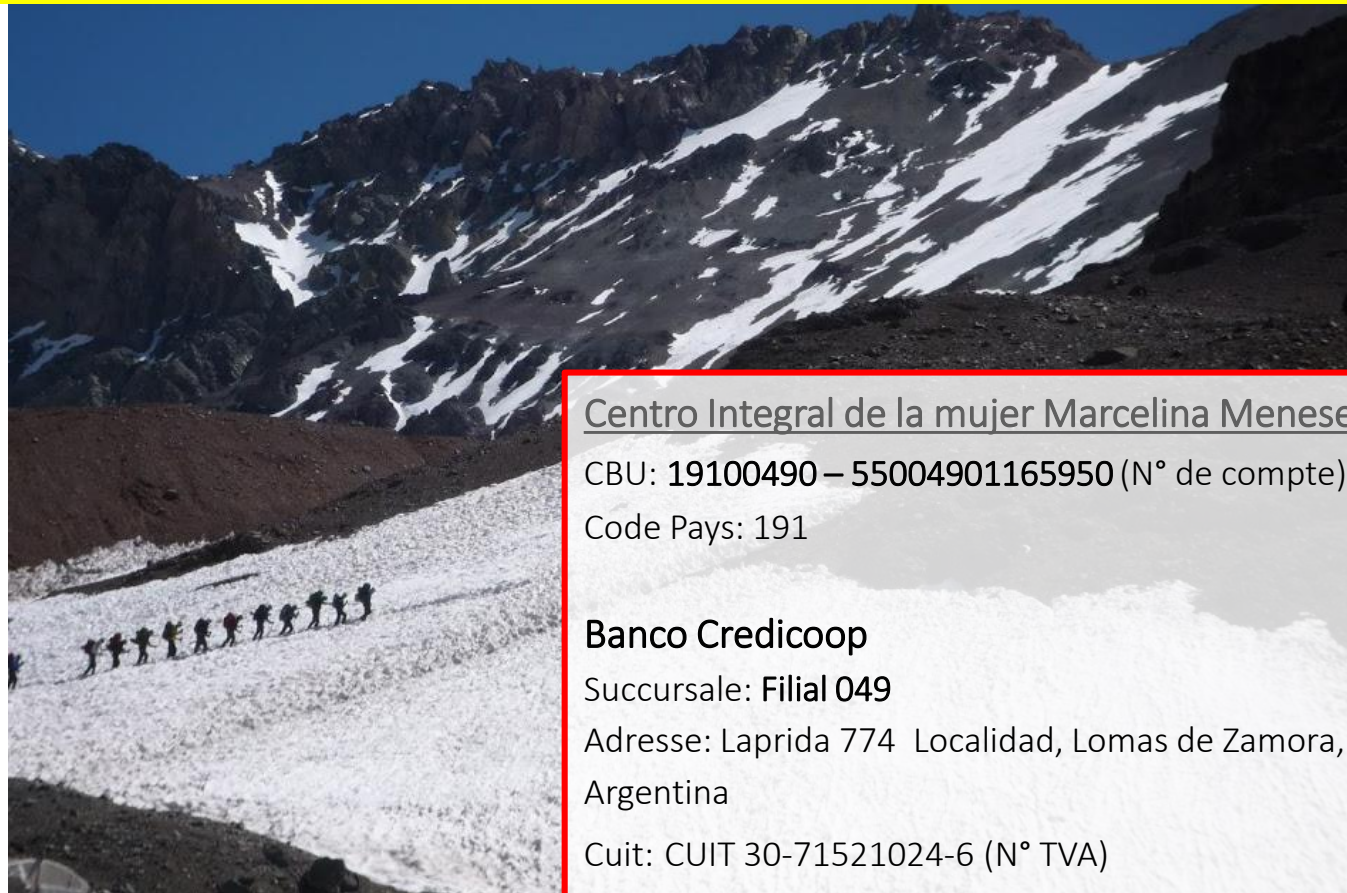 Centro Integral de la mujer Marcelina Menese
CBU: 19100490 – 55004901165950 (N° de compte)
Code Pays: 191
Banco Credicoop
Succursale: Filial 049
Adresse: Laprida 774 Localidad, Lomas de Zamora,
Argentina
Cuit: CUIT 30-71521024-6 (N° TVA)